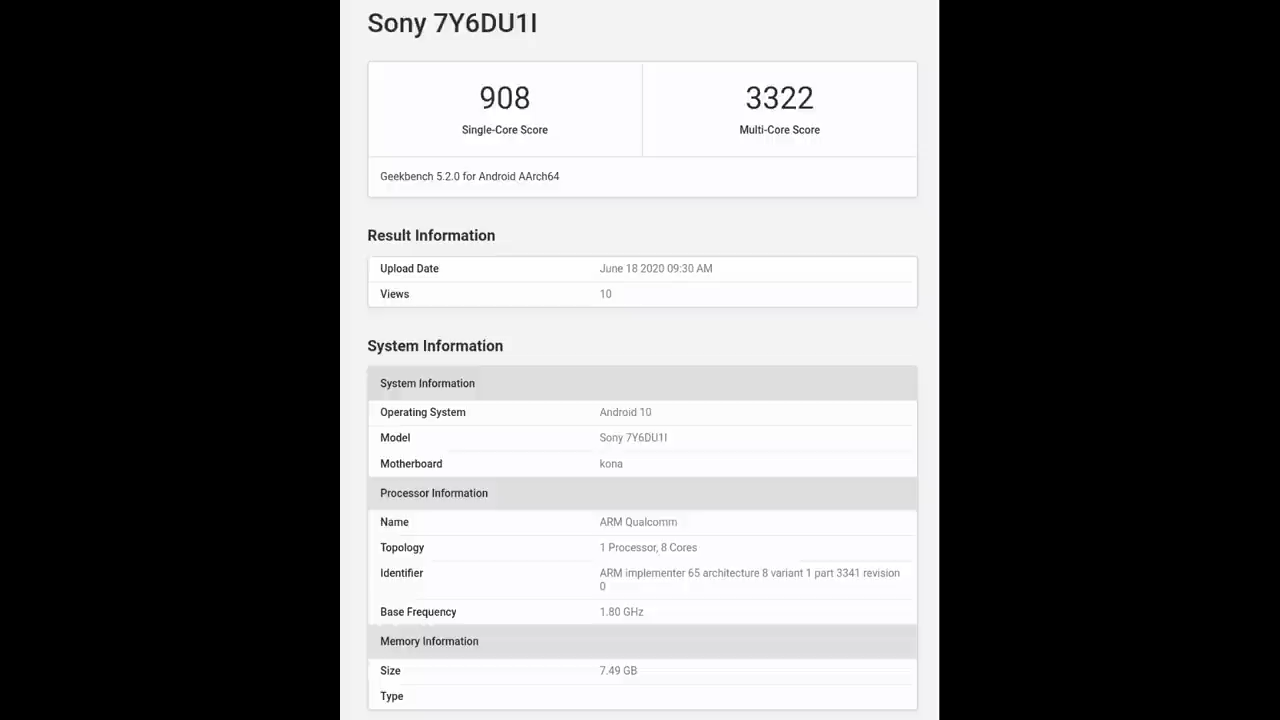 Sony 7Y6DU1I
908
Single-Core Score
3322
Multi-Core Score
Geekbench 5.2.0 for Android AArch64
Result Information
Upload Date June 18 2020 09:30 AM
Views 10
System Information
System Information
Operating System Android 10
Model Sony 7Y6DU1I
Motherboard kona
Processor Information
Name ARM Qualcomm
Topology 1 Processor, 8 Cores
Identifier ARM implementer 65 architecture 8 variant 1 part 3341 revision
0
Base Frequency 1.80 GHz
Memory Information
Size 7.49 GB
Type